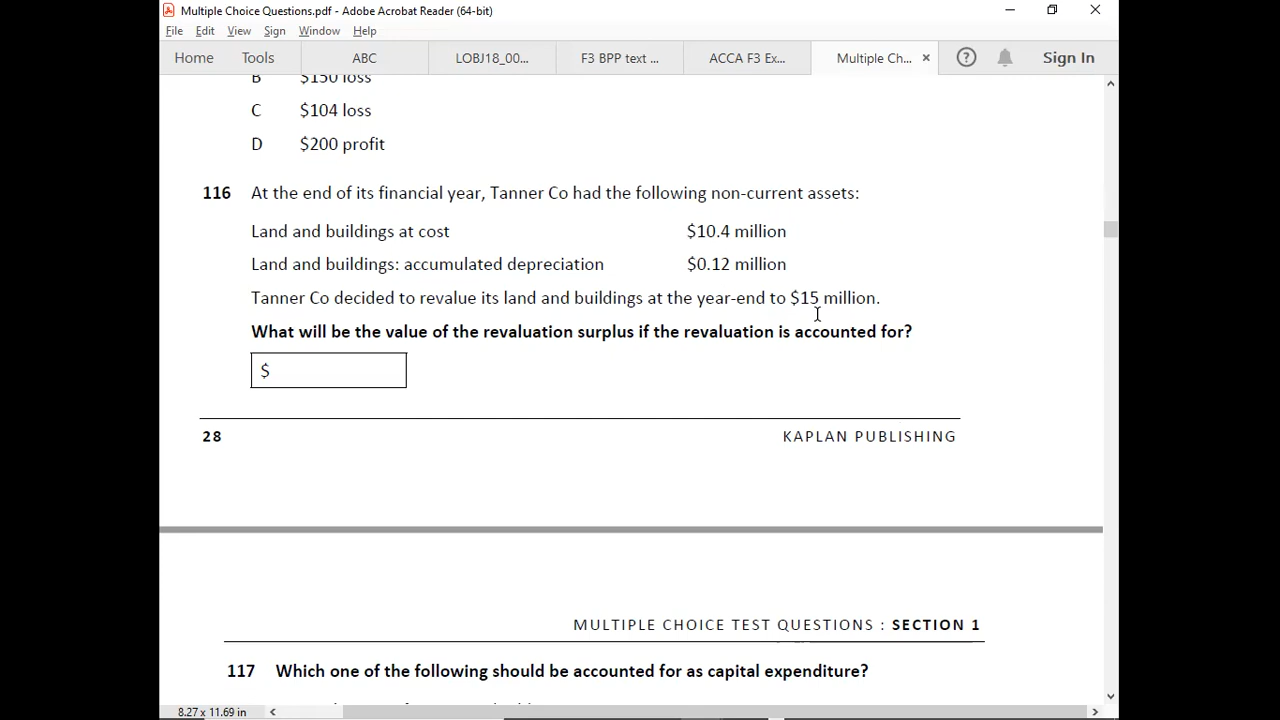 Multiple Choice Questions.pdf - Adobe Acrobat Reader (64-bit)
File Edit View Sign Window Help
Home Tools ABC LOBJ18_00... F3 BPP text ... ACCA F3 Ex... Multiple Ch... × ? Sign In
B $150 loss
C $104 loss
D $200 profit
116 At the end of its financial year, Tanner Co had the following non-current assets:
Land and buildings at cost $10.4 million
Land and buildings: accumulated depreciation $0.12 million
Tanner Co decided to revalue its land and buildings at the year-end to $15 million.
What will be the value of the revaluation surplus if the revaluation is accounted for?
$
28 KAPLAN PUBLISHING
MULTIPLE CHOICE TEST QUESTIONS : SECTION 1
117 Which one of the following should be accounted for as capital expenditure?
8.27 x 11.69 in